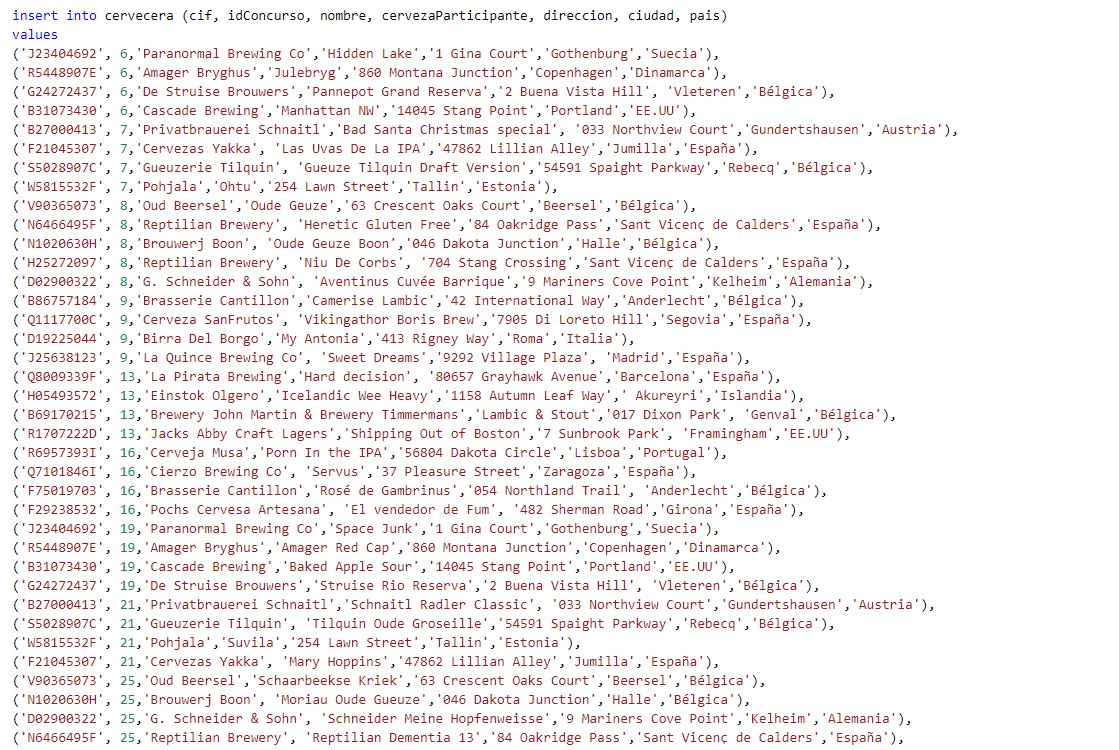 insert into cervecera (cif, idConcurso, nombre, cervezaParticipante, direccion, ciudad, pais)
values
('J23404692', 6,'Paranormal Brewing Co','Hidden Lake','1 Gina Court','Gothenburg','Suecia'),
('R5448907E', 6,'Amager Bryghus','Julebryg','860 Montana Junction','Copenhagen','Dinamarca'),
('G24272437', 6,'De Struise Brouwers','Pannepot Grand Reserva','2 Buena Vista Hill', 'Vleteren','Bélgica'),
('B31073430', 6,'Cascade Brewing','Manhattan NW','14045 Stang Point','Portland','EE.UU'),
('B27000413', 7,'Privatbrauerei Schnaitl','Bad Santa Christmas special', '033 Northview Court','Gundertshausen','Austria'),
('F21045307', 7,'Cervezas Yakka', 'Las Uvas De La IPA','47862 Lillian Alley','Jumilla','España'),
('S5028907C', 7,'Gueuzerie Tilquin', 'Gueuze Tilquin Draft Version','54591 Spaight Parkway','Rebecq','Bélgica'),
('W5815532F', 7,'Pohjala','Ohtu','254 Lawn Street','Tallin','Estonia'),
('V90365073', 8,'Oud Beersel','Oude Geuze','63 Crescent Oaks Court','Beersel','Bélgica'),
('N6466495F', 8,'Reptilian Brewery', 'Heretic Gluten Free','84 Oakridge Pass','Sant Vicenç de Calders','España'),
('N1020630H', 8,'Brouwerj Boon', 'Oude Geuze Boon','046 Dakota Junction','Halle','Bélgica'),
('H25272097', 8,'Reptilian Brewery', 'Niu De Corbs', '704 Stang Crossing','Sant Vicenç de Calders','España'),
('D02900322', 8,'G. Schneider & Sohn', 'Aventinus Cuvée Barrique','9 Mariners Cove Point','Kelheim','Alemania'),
('B86757184', 9,'Brasserie Cantillon','Camerise Lambic','42 International Way','Anderlecht','Bélgica'),
('Q1117700C', 9,'Cerveza SanFrutos', 'Vikingathor Boris Brew','7905 Di Loreto Hill','Segovia','España'),
('D19225044', 9,'Birra Del Borgo','My Antonia','413 Rigney Way','Roma','Italia'),
('J25638123', 9,'La Quince Brewing Co', 'Sweet Dreams','9292 Village Plaza', 'Madrid','España'),
('Q8009339F', 13,'La Pirata Brewing','Hard decision', '80657 Grayhawk Avenue','Barcelona','España'),
('H05493572', 13,'Einstok Olgero','Icelandic Wee Heavy','1158 Autumn Leaf Way',' Akureyri','Islandia'),
('B69170215', 13,'Brewery John Martin & Brewery Timmermans','Lambic & Stout','017 Dixon Park', 'Genval','Bélgica'),
('R1707222D', 13,'Jacks Abby Craft Lagers','Shipping Out of Boston','7 Sunbrook Park', 'Framingham','EE.UU'),
('R6957393I', 16,'Cerveja Musa','Porn In the IPA','56804 Dakota Circle','Lisboa','Portugal'),
('Q7101846I', 16,'Cierzo Brewing Co', 'Servus','37 Pleasure Street','Zaragoza','España'),
('F75019703', 16,'Brasserie Cantillon','Rosé de Gambrinus','054 Northland Trail', 'Anderlecht','Bélgica'),
('F29238532', 16,'Pochs Cervesa Artesana', 'El vendedor de Fum', '482 Sherman Road','Girona','España'),
('J23404692', 19,'Paranormal Brewing Co','Space Junk','1 Gina Court','Gothenburg','Suecia'),
('R5448907E', 19,'Amager Bryghus','Amager Red Cap','860 Montana Junction','Copenhagen','Dinamarca'),
('B31073430', 19,'Cascade Brewing','Baked Apple Sour','14045 Stang Point','Portland','EE.UU'),
('G24272437', 19,'De Struise Brouwers','Struise Rio Reserva','2 Buena Vista Hill', 'Vleteren','Bélgica'),
('B27000413', 21,'Privatbrauerei Schnaitl','Schnaitl Radler Classic', '033 Northview Court','Gundertshausen','Austria'),
('S5028907C', 21,'Gueuzerie Tilquin', 'Tilquin Oude Groseille','54591 Spaight Parkway','Rebecq','Bélgica'),
('W5815532F', 21,'Pohjala','Suvila','254 Lawn Street','Tallin','Estonia'),
('F21045307', 21,'Cervezas Yakka', 'Mary Hoppins','47862 Lillian Alley','Jumilla','España'),
('V90365073', 25,'Oud Beersel','Schaarbeekse Kriek','63 Crescent Oaks Court','Beersel','Bélgica'),
('N1020630H', 25,'Brouwerj Boon', 'Moriau Oude Gueuze','046 Dakota Junction','Halle','Bélgica'),
('D02900322', 25,'G. Schneider & Sohn', 'Schneider Meine Hopfenweisse','9 Mariners Cove Point','Kelheim','Alemania'),
('N6466495F', 25,'Reptilian Brewery', 'Reptilian Dementia 13','84 Oakridge Pass','Sant Vicenç de Calders','España'),